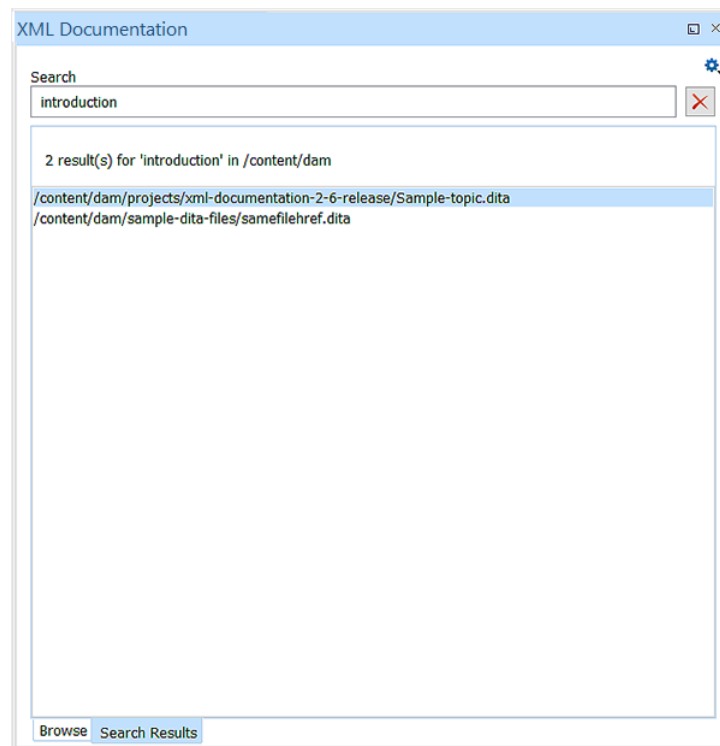 XML Documentation
Search
introduction
2 result(s) for 'introduction' in /content/dam
/content/dam/projects/xml-documentation-2-6-release/Sample-topic.dita
/content/dam/sample-dita-files/samefilehref.dita
Browse Search Results